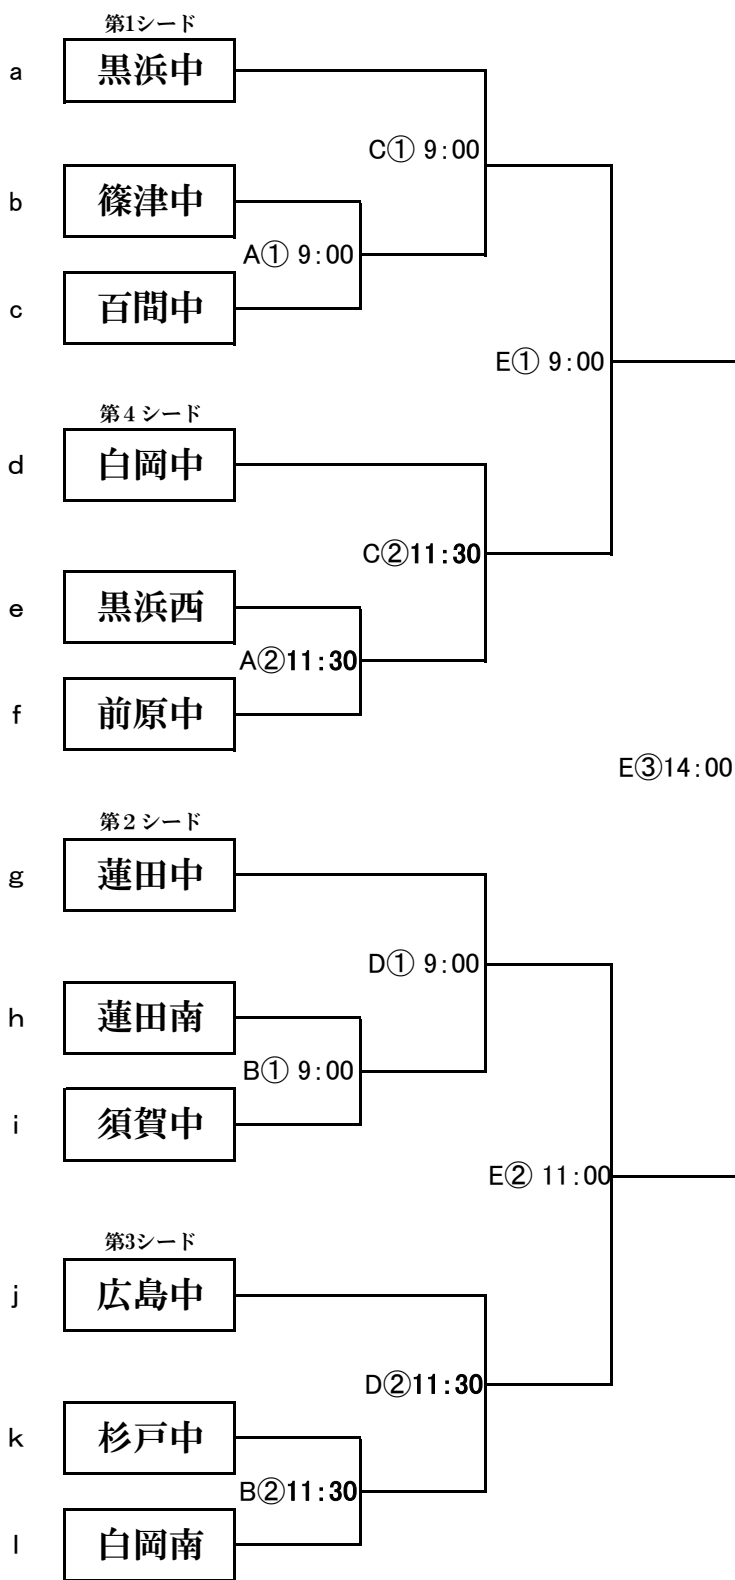 第1シード
a 黒浜中
C① 9:00
b 篠津中
A① 9:00
c 百間中
E① 9:00
第４シード
d 白岡中
C②11:30
e 黒浜西
A②11:30
f 前原中
E③14:00
第２シード
g 蓮田中
D① 9:00
h 蓮田南
B① 9:00
i 須賀中
E② 11:00
第3シード
j 広島中
D②11:30
k 杉戸中
B②11:30
l 白岡南